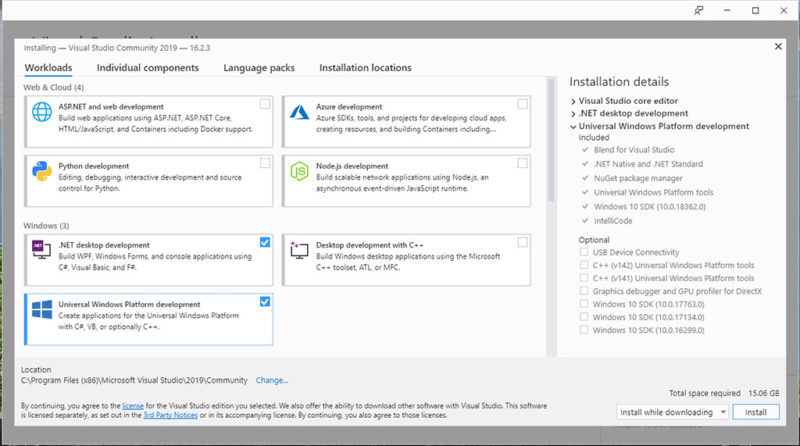 Installing — Visual Studio Community 2019 — 16.2.3
Workloads Individual components Language packs Installation locations
Web & Cloud (4)
ASP.NET and web development
Build web applications using ASP.NET, ASP.NET Core,
HTML/JavaScript, and Containers including Docker support.
Azure development
Azure SDKs, tools, and projects for developing cloud apps,
creating resources, and building Containers including....
Python development
Editing, debugging, interactive development and source
control for Python.
Node.js development
Build scalable network applications using Node.js, an
asynchronous event-driven JavaScript runtime.
Windows (3)
.NET desktop development
Build WPF, Windows Forms, and console applications using
C#, Visual Basic, and F#.
Desktop development with C++
Build Windows desktop applications using the Microsoft
C++ toolset, ATL, or MFC.
Universal Windows Platform development
Create applications for the Universal Windows Platform
with C#, VB, or optionally C++.
Installation details
Visual Studio core editor
.NET desktop development
Universal Windows Platform development
Included
Blend for Visual Studio
.NET Native and .NET Standard
NuGet package manager
Universal Windows Platform tools
Windows 10 SDK (10.0.18362.0)
IntelliCode
Optional
USB Device Connectivity
C++ (v142) Universal Windows Platform tools
C++ (v141) Universal Windows Platform tools
Graphics debugger and GPU profiler for DirectX
Windows 10 SDK (10.0.17763.0)
Windows 10 SDK (10.0.17134.0)
Windows 10 SDK (10.0.16299.0)
Location
C:\Program Files (x86)\Microsoft Visual Studio\2019\Community Change...
Total space required 15.06 GB
By continuing, you agree to the license for the Visual Studio edition you selected. We also offer the ability to download other software with Visual Studio. This software
is licensed separately, as set out in the 3rd Party Notices or in its accompanying license. By continuing, you also agree to those licenses.
Install while downloading Install